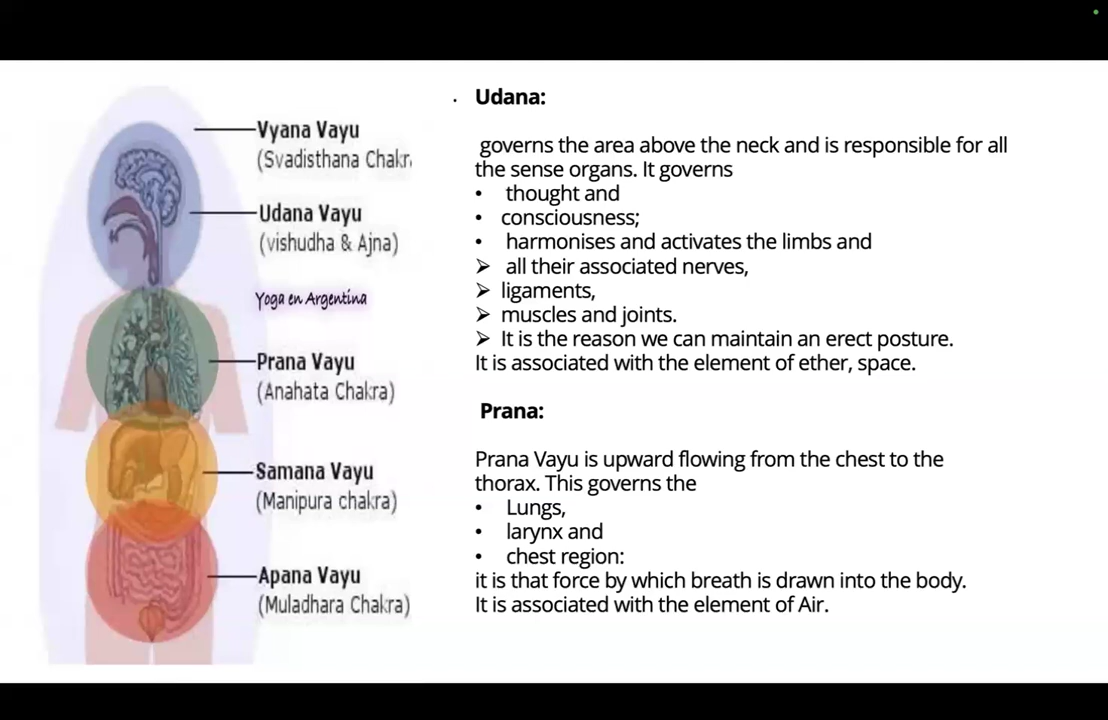 Vyana Vayu
(Svadisthana Chakr
Udana Vayu
(vishudha & Ajna)
Yoga en Argentina
Prana Vayu
(Anahata Chakra)
Samana Vayu
(Manipura chakra)
Apana Vayu
(Muladhara Chakra)
• Udana:
governs the area above the neck and is responsible for all
the sense organs. It governs
• thought and
• consciousness;
• harmonises and activates the limbs and
➢ all their associated nerves,
➢ ligaments,
➢ muscles and joints.
➢ It is the reason we can maintain an erect posture.
It is associated with the element of ether, space.
Prana:
Prana Vayu is upward flowing from the chest to the
thorax. This governs the
• Lungs,
• larynx and
• chest region:
it is that force by which breath is drawn into the body.
It is associated with the element of Air.